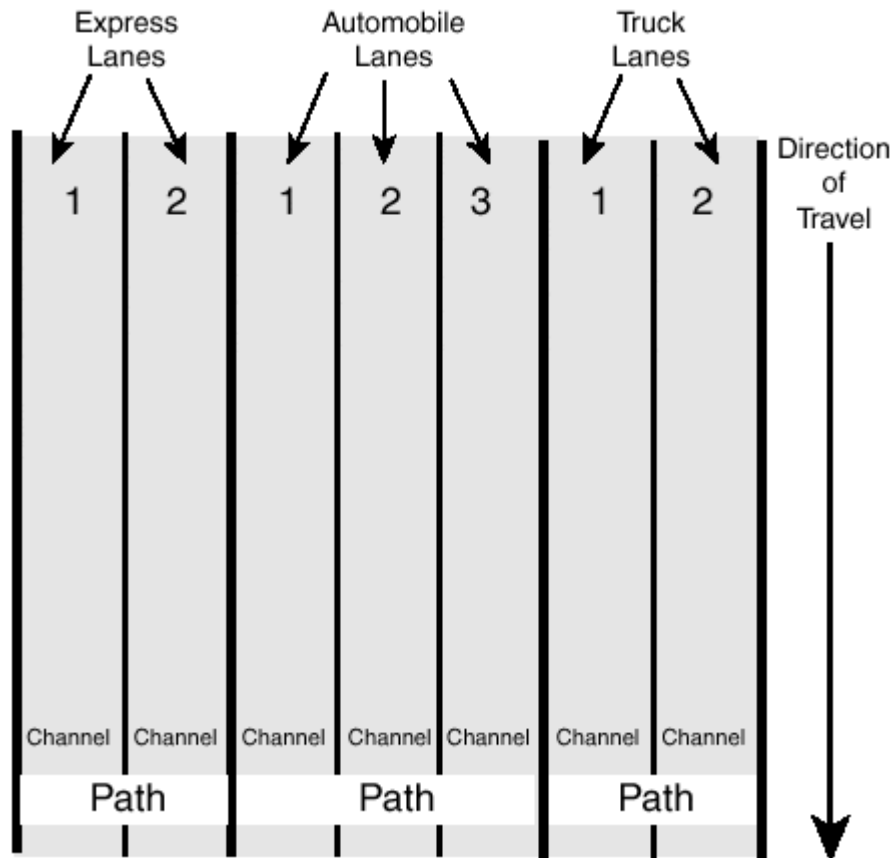 Express
Lanes
Automobile
Lanes
Truck
Lanes
Direction
of
Travel
1 2 1 2 3 1 2
Channel Channel Channel Channel Channel Channel Channel
Path Path Path